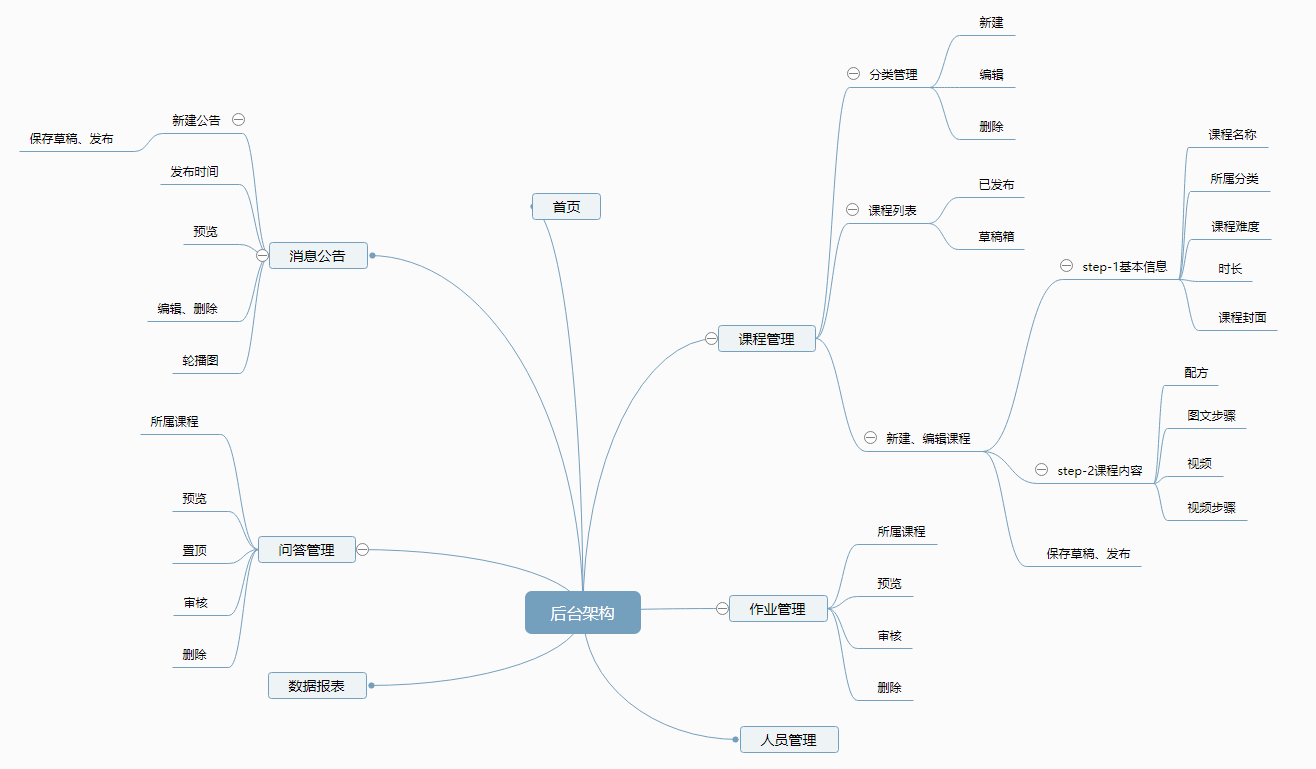 后台架构
首页
消息公告
新建公告
保存草稿、发布
发布时间
预览
编辑、删除
轮播图
问答管理
所属课程
预览
置顶
审核
删除
数据报表
课程管理
分类管理
新建
编辑
删除
课程列表
已发布
草稿箱
新建、编辑课程
step-1基本信息
课程名称
所属分类
课程难度
时长
课程封面
step-2课程内容
配方
图文步骤
视频
视频步骤
保存草稿、发布
作业管理
所属课程
预览
审核
删除
人员管理